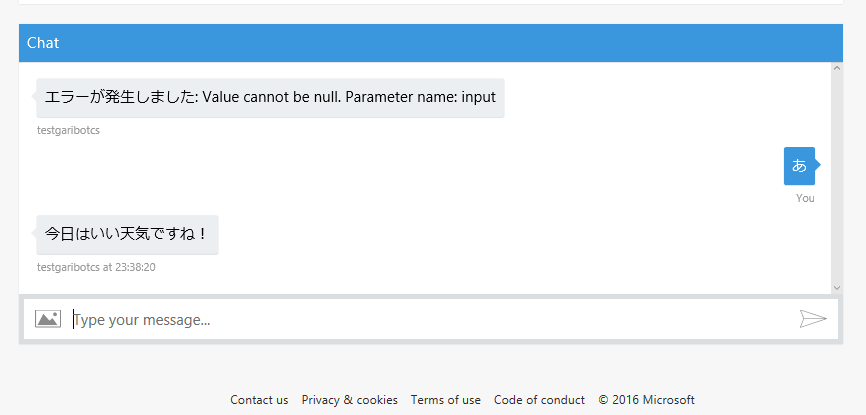 Chat
エラーが発生しました: Value cannot be null. Parameter name: input
testgaribotcs
あ
You
今日はいい天気ですね！
testgaribotcs at 23:38:20
Type your message...
Contact us Privacy & cookies Terms of use Code of conduct © 2016 Microsoft